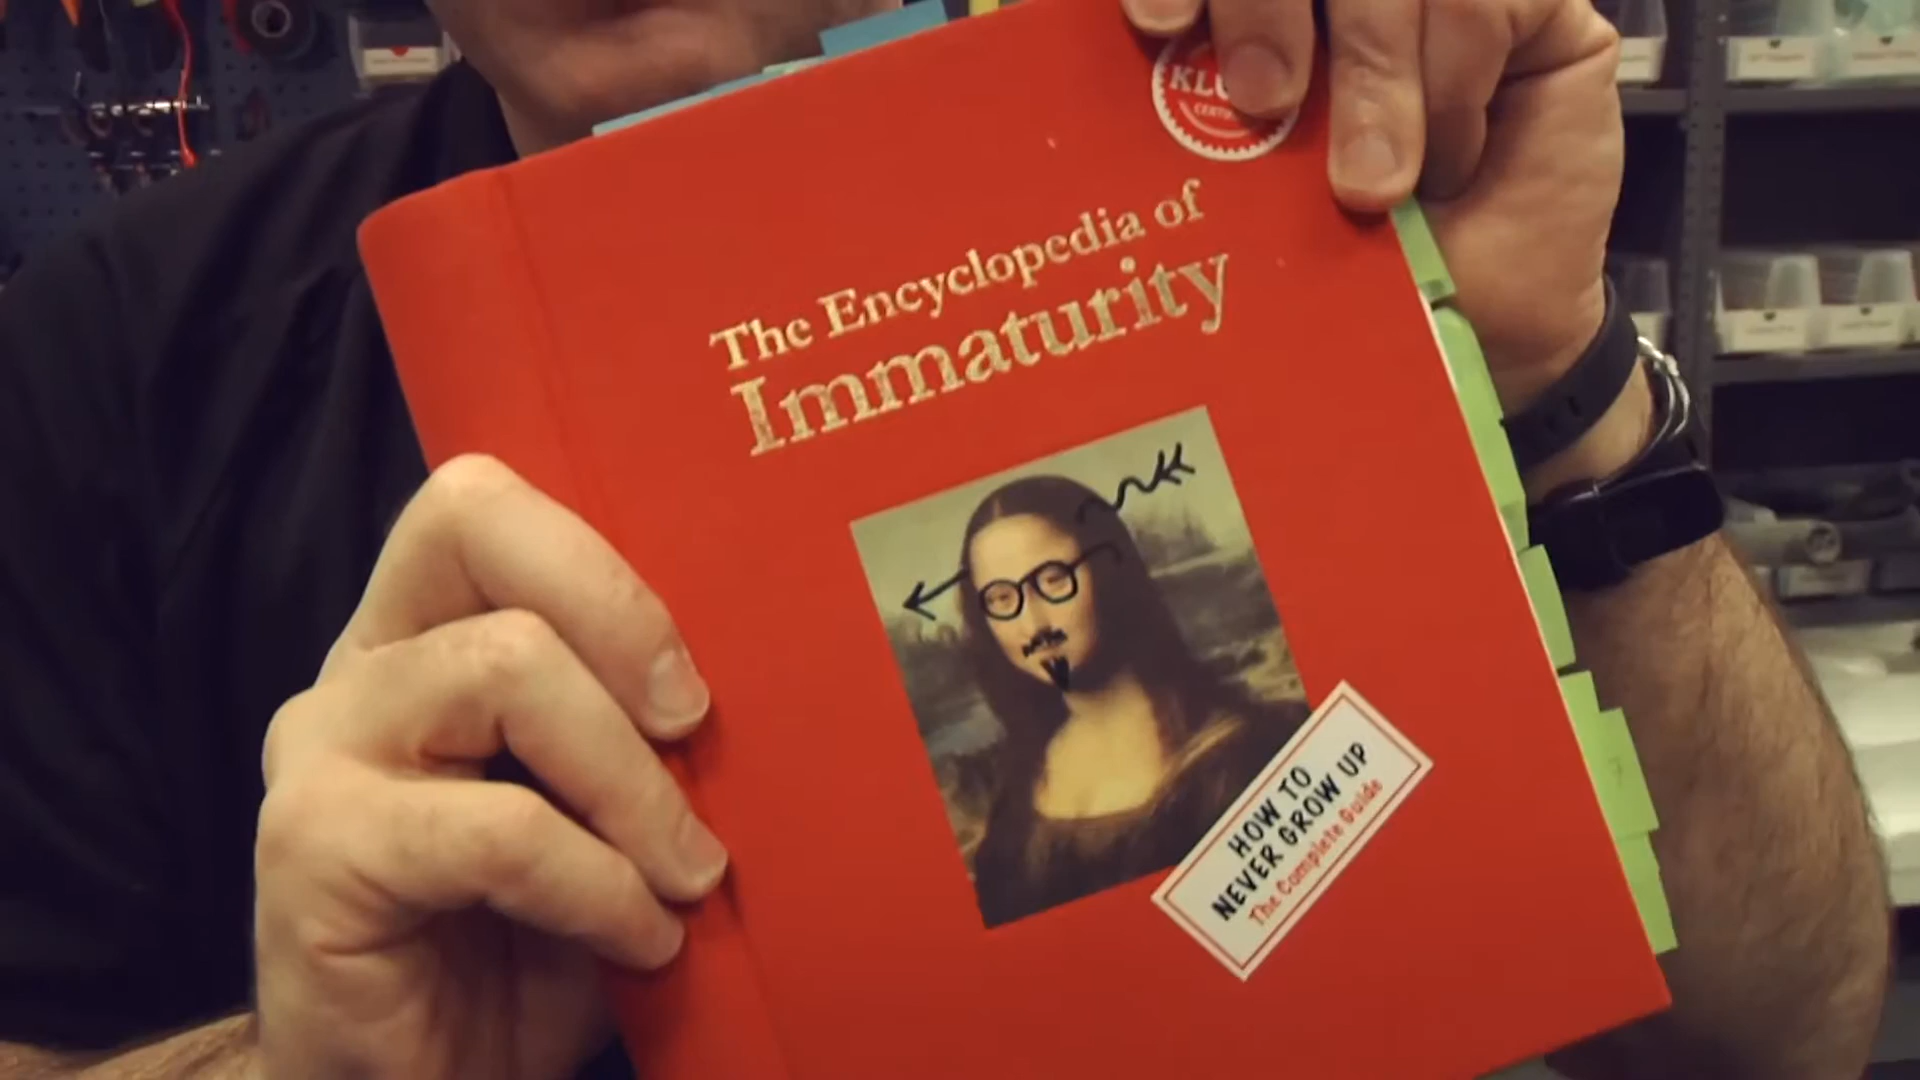 The Encyclopedia of
Immaturity
HOW TO
NEVER GROW UP
The Complete Guide